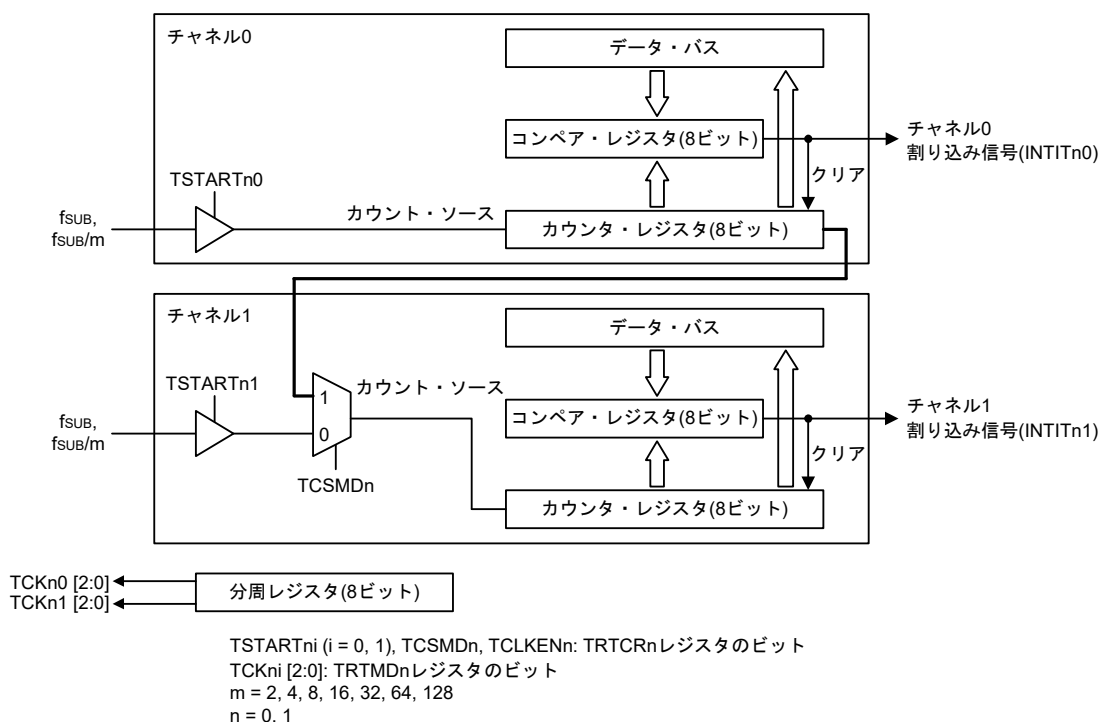 チャネル0
データ・バス
コンペア・レジスタ(8ビット)
チャネル0
割り込み信号(INTITn0)
クリア
TSTARTn0
fSUB,
fSUB/m
カウント・ソース
カウンタ・レジスタ(8ビット)
チャネル1
データ・バス
TSTARTn1
カウント・ソース
1
0
コンペア・レジスタ(8ビット)
チャネル1
割り込み信号(INTITn1)
fSUB,
fSUB/m
クリア
TCSMDn
カウンタ・レジスタ(8ビット)
TCKn0 [2:0]
TCKn1 [2:0]
分周レジスタ(8ビット)
TSTARTni (i = 0, 1), TCSMDn, TCLKENn: TRTCRnレジスタのビット
TCKni [2:0]: TRTMDnレジスタのビット
m = 2, 4, 8, 16, 32, 64, 128
n = 0, 1